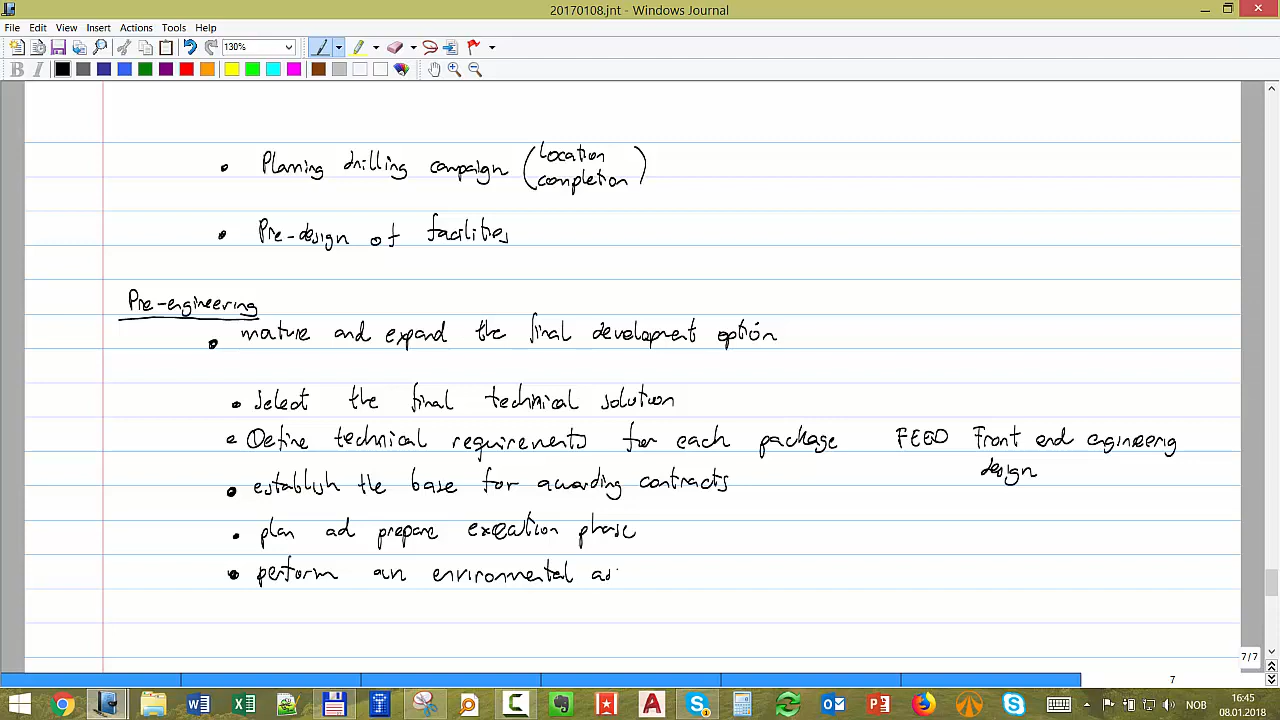 20170108.jnt - Windows Journal
File Edit View Insert Actions Tools Help
130%
B I
• Planning drilling campaign (Location
completion)
• Pre-design of facilities
Pre-engineering
• mature and expand the final development option
• Select the final technical solution
• Define technical requirements for each package FEED Front end engineering
design
• establish the base for awarding contracts
• plan ad prepare execution phase
• perform an environmental as
7/7
7
16:45
NOB
08.01.2018